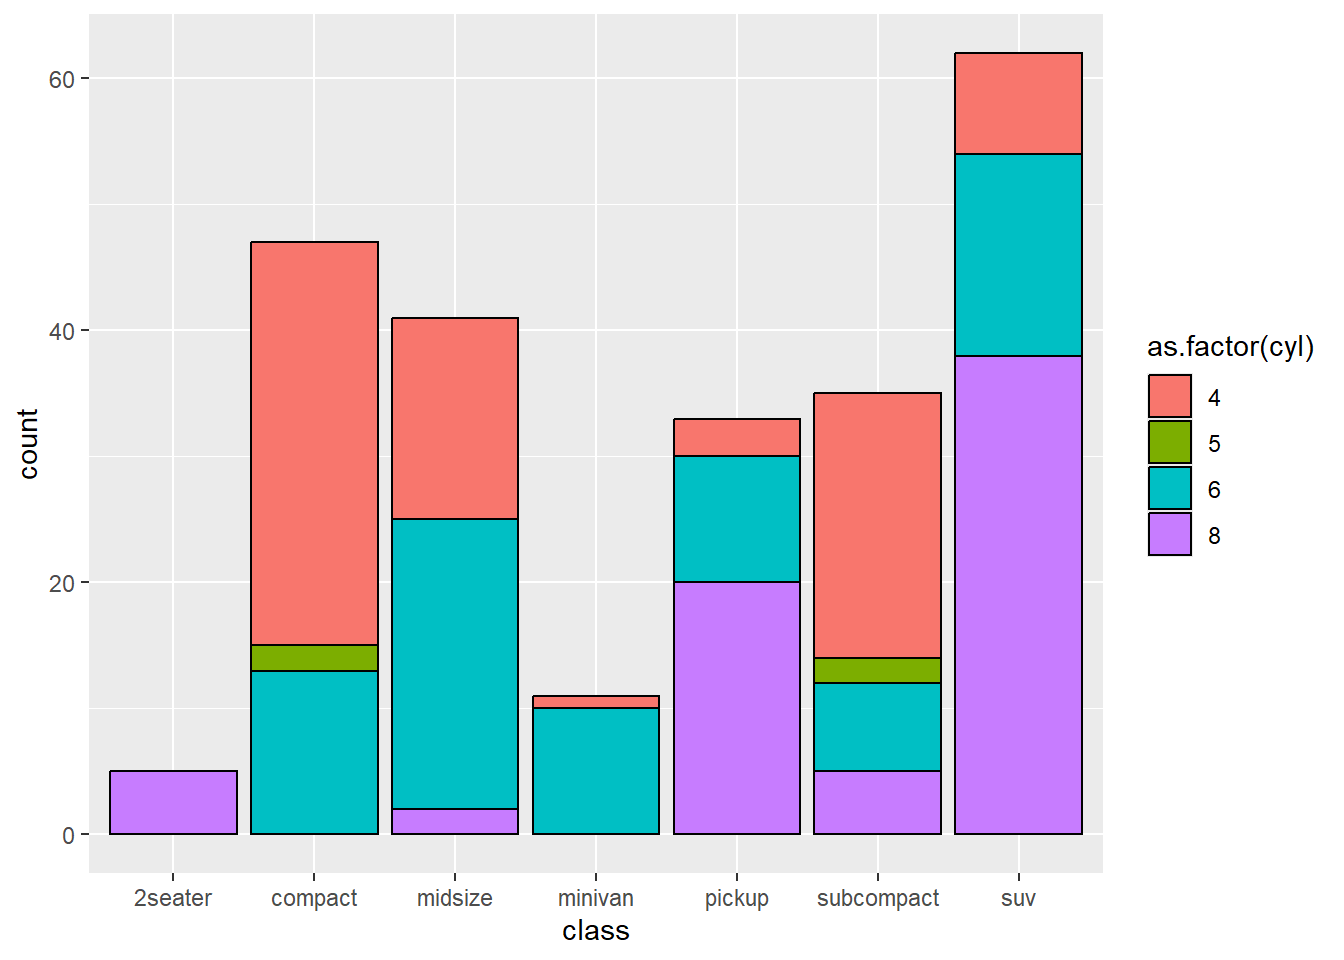 60
40
20
0
count
2seater compact midsize minivan pickup subcompact suv
class
as.factor(cyl)
4
5
6
8